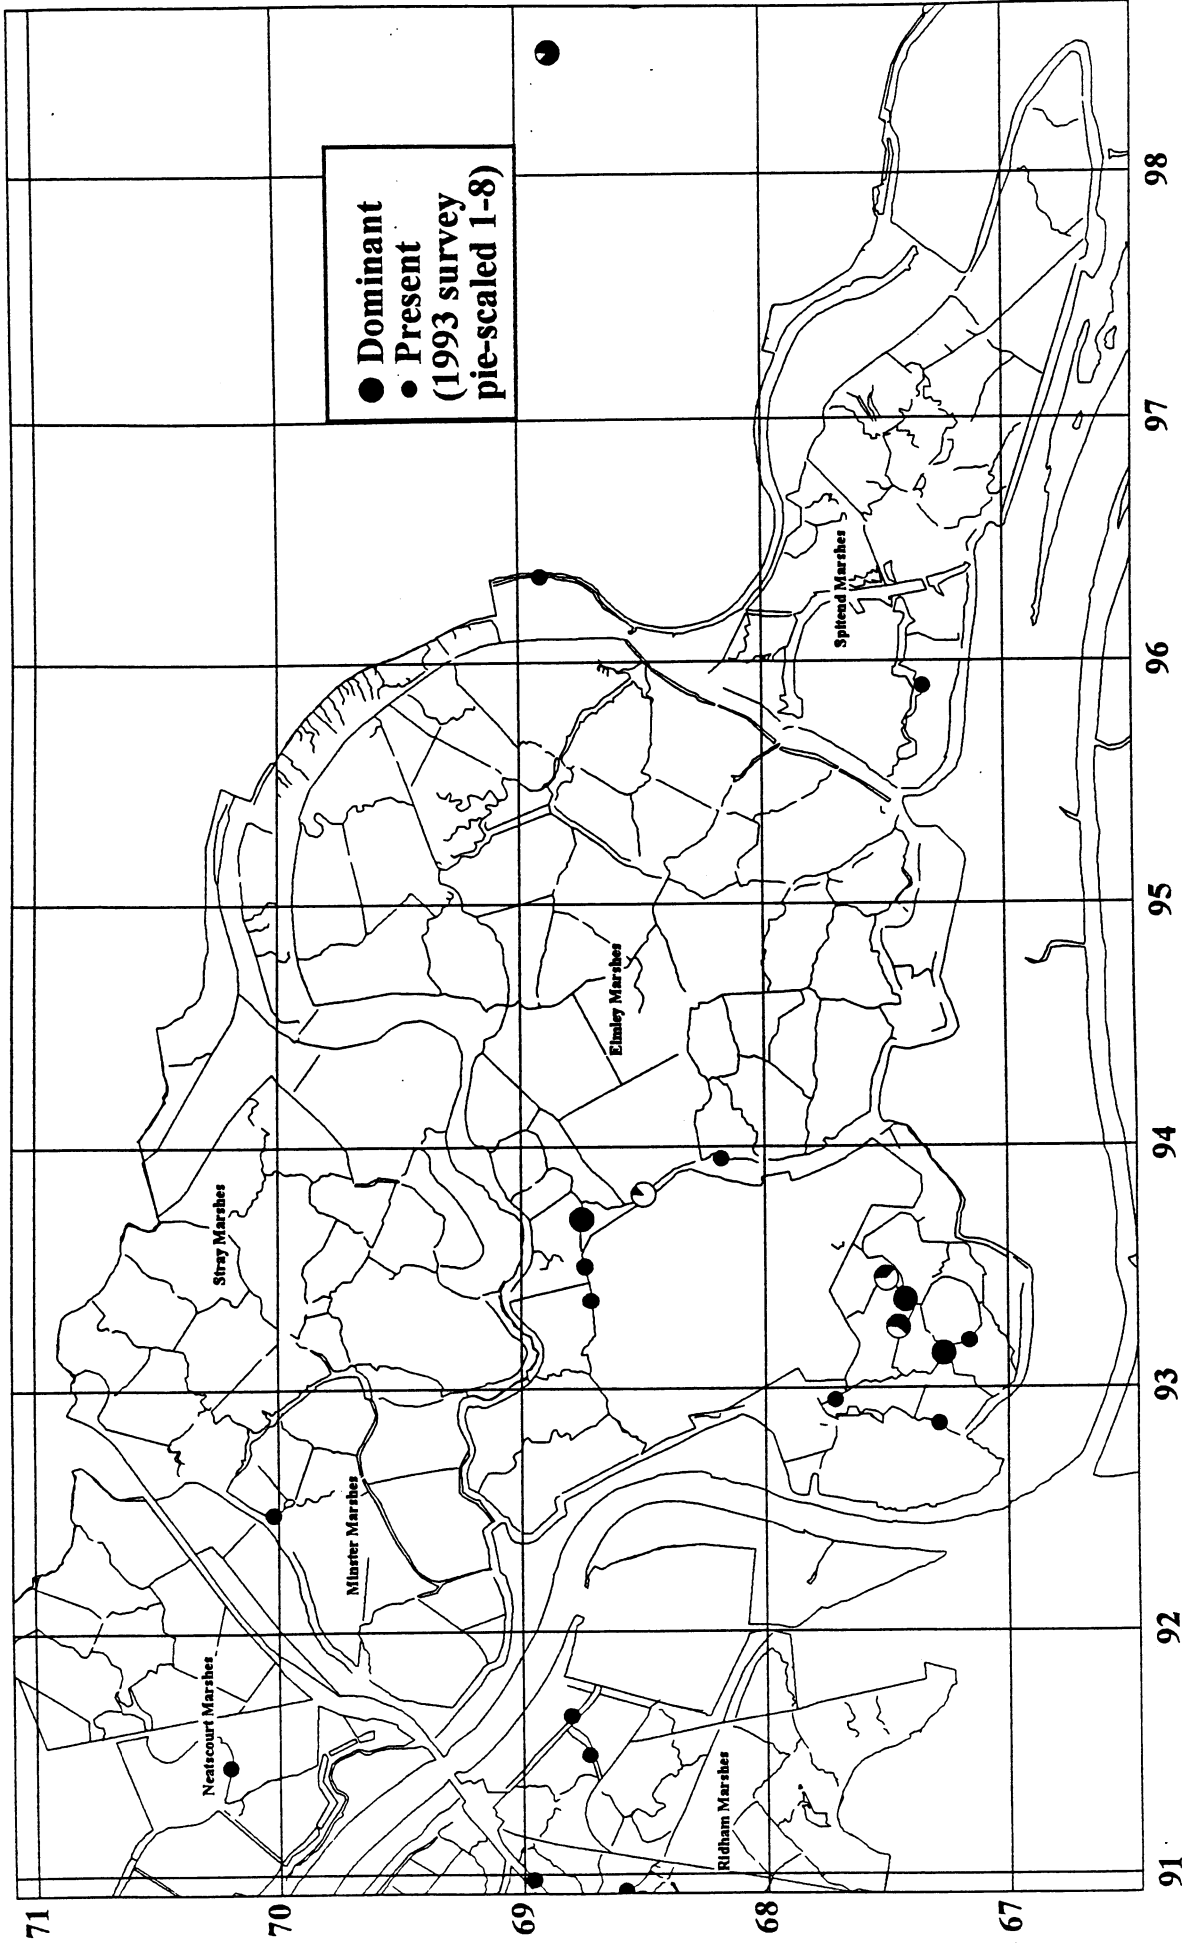 ● Dominant
• Present
(1993 survey
pie-scaled 1-8)
Stray Marshes
Neatscourt Marshes
Minster Marshes
Elmley Marshes
Spitend Marshes
Ridham Marshes
71
70
69
68
67
91
92
93
94
95
96
97
98